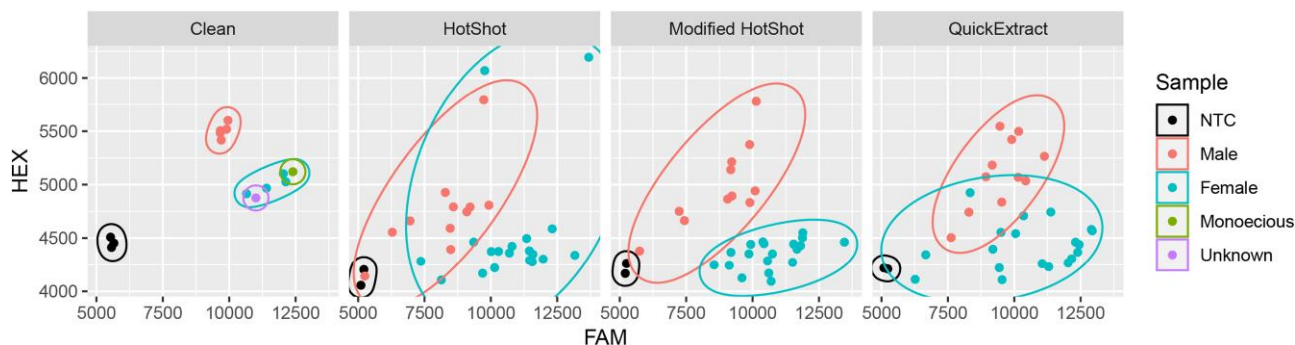 Clean HotShot Modified HotShot QuickExtract
HEX
6000
5500
5000
4500
4000
5000 7500 10000 12500 5000 7500 10000 12500 5000 7500 10000 12500 5000 7500 10000 12500
FAM
Sample
NTC
Male
Female
Monoecious
Unknown